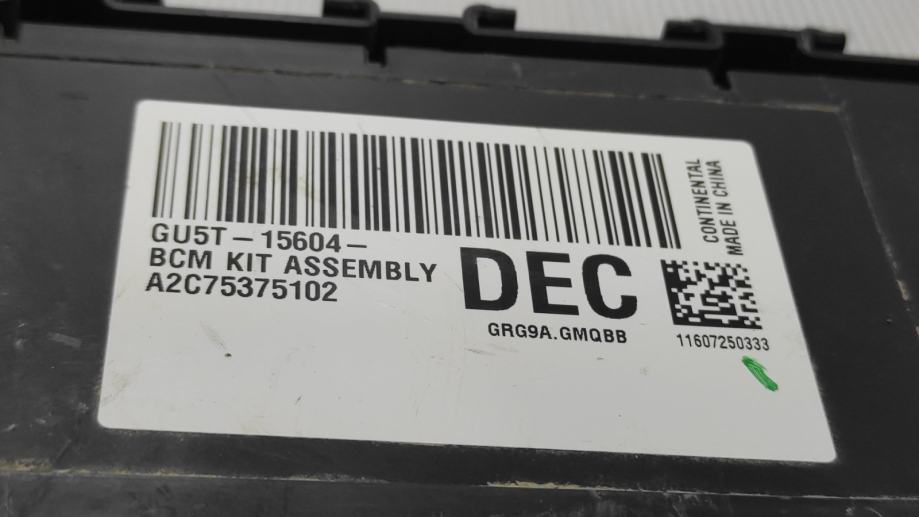 GU5T-15604-
BCM KIT ASSEMBLY
A2C75375102
DEC
GRG9A.GMQBB
CONTINENTAL
MADE IN CHINA
11607250333